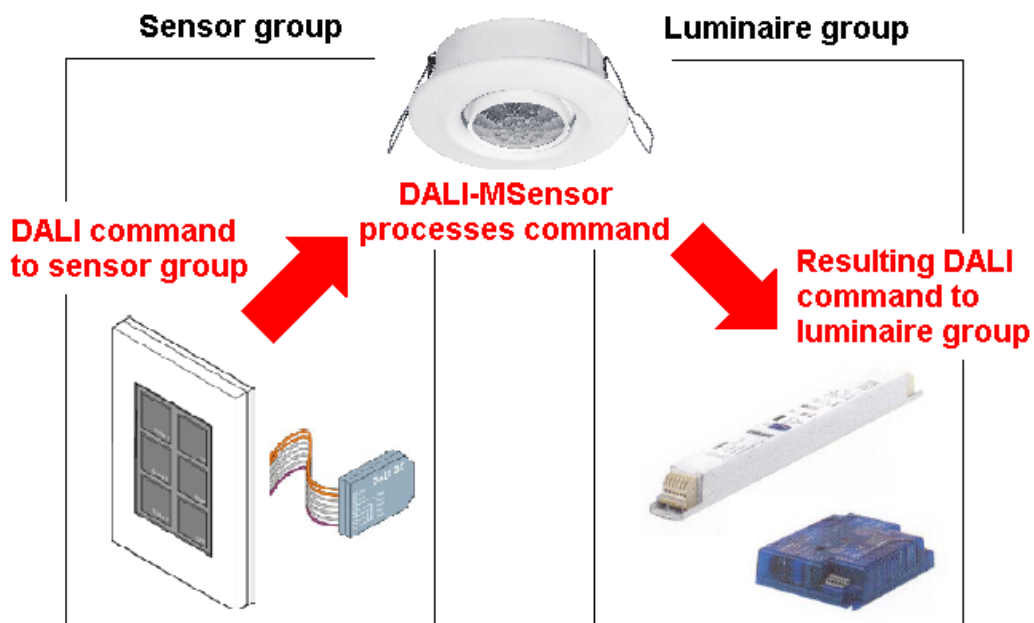 Sensor group
Luminaire group
DALI-MSensor
processes command
DALI command
to sensor group
Resulting DALI
command to
luminaire group